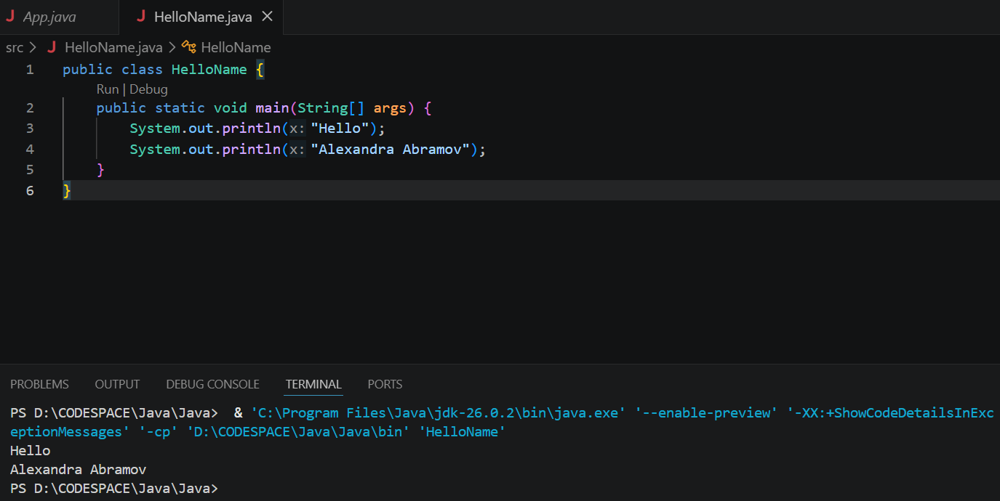 App.java
HelloName.java
src > HelloName.java > HelloName
1 public class HelloName {
Run | Debug
2 public static void main(String[] args) {
3 System.out.println(x: "Hello");
4 System.out.println(x: "Alexandra Abramov");
5 }
6 }
PROBLEMS OUTPUT DEBUG CONSOLE TERMINAL PORTS
PS D:\CODESPACE\Java\Java>  & 'C:\Program Files\Java\jdk-26.0.2\bin\java.exe' '--enable-preview' '-XX:+ShowCodeDetailsInExc
eptionMessages' '-cp' 'D:\CODESPACE\Java\Java\bin' 'HelloName'
Hello
Alexandra Abramov
PS D:\CODESPACE\Java\Java>